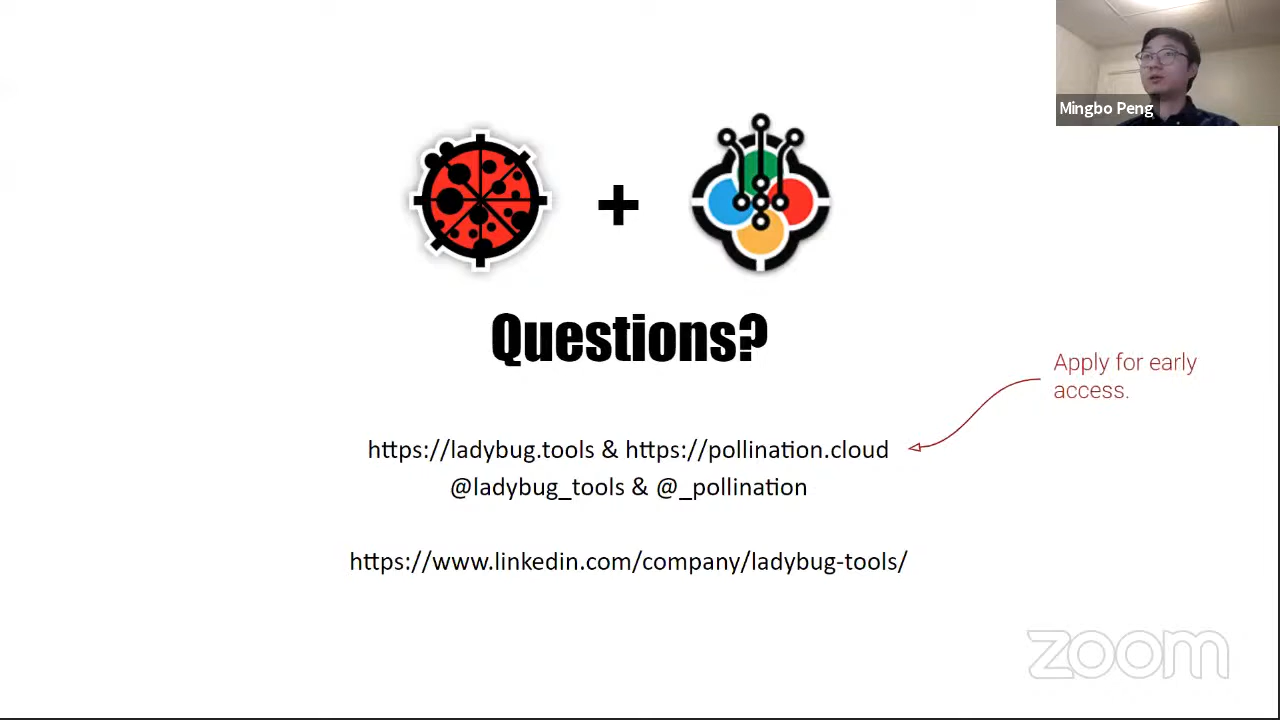 Mingbo Peng
+
Questions?
Apply for early
access.
https://ladybug.tools & https://pollination.cloud
@ladybug_tools & @_pollination
https://www.linkedin.com/company/ladybug-tools/
zoom